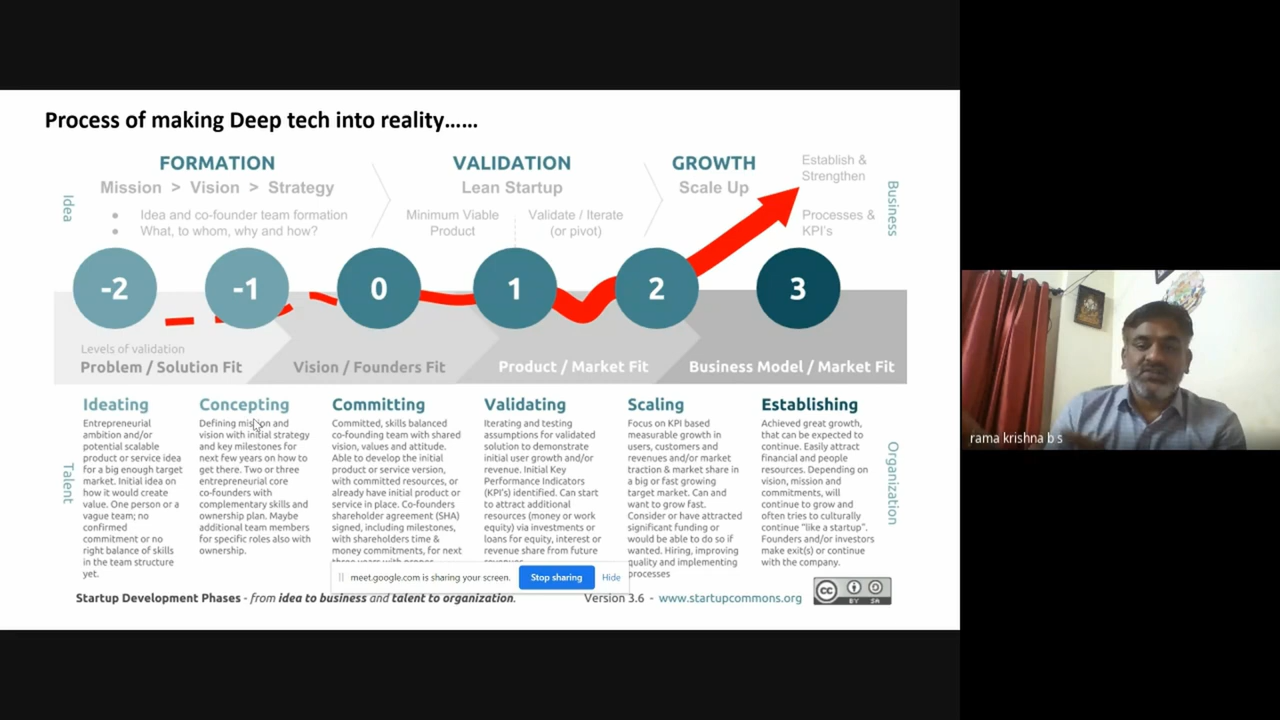 Process of making Deep tech into reality......
FORMATION
Mission > Vision > Strategy
• Idea and co-founder team formation
• What, to whom, why and how?
VALIDATION
Lean Startup
Minimum Viable
Product
Validate / Iterate
(or pivot)
GROWTH
Scale Up
Establish &
Strengthen
Processes &
KPI's
Idea
Business
-2
-1
0
1
2
3
Levels of validation
Problem / Solution Fit
Vision / Founders Fit
Product / Market Fit
Business Model / Market Fit
Talent
Organization
Ideating
Entrepreneurial
ambition and/or
potential scalable
product or service idea
for a big enough target
market. Initial idea on
how it would create
value. One person or a
vague team; no
confirmed
commitment or no
right balance of skills
in the team structure
yet.
Concepting
Defining mission and
vision with initial strategy
and key milestones for
next few years on how to
get there. Two or three
entrepreneurial core
co-founders with
complementary skills and
ownership plan. Maybe
additional team members
for specific roles also with
ownership.
Committing
Committed, skills balanced
co-founding team with shared
vision, values and attitude.
Able to develop the initial
product or service version,
with committed resources, or
already have initial product or
service in place. Co-founders
shareholder agreement (SHA)
signed, including milestones,
with shareholders time &
money commitments, for next
three years with proper
Validating
Iterating and testing
assumptions for validated
solution to demonstrate
initial user growth and/or
revenue. Initial Key
Performance Indicators
(KPI's) identified. Can start
to attract additional
resources (money or work
equity) via investments or
loans for equity, interest or
revenue share from future
Scaling
Focus on KPI based
measurable growth in
users, customers and
revenues and/or market
traction & market share in
a big or fast growing
target market. Can and
want to grow fast.
Consider or have attracted
significant funding or
would be able to do so if
wanted. Hiring, improving
quality and implementing
processes
Establishing
Achieved great growth,
that can be expected to
continue. Easily attract
financial and people
resources. Depending on
vision, mission and
commitments, will
continue to grow and
often tries to culturally
continue "like a startup".
Founders and/or investors
make exit(s) or continue
with the company.
meet.google.com is sharing your screen.
Stop sharing
Hide
Startup Development Phases - from idea to business and talent to organization.
Version 3.6 - www.startupcommons.org
cc
BY SA
rama krishna b s